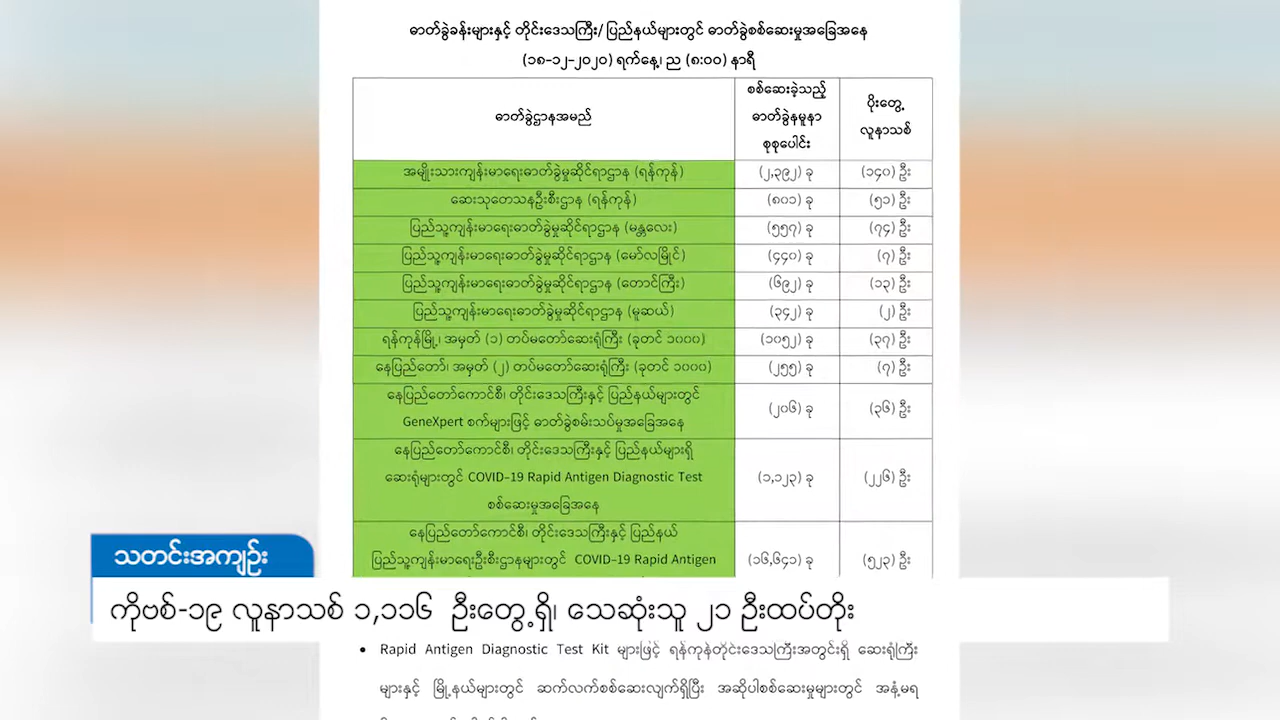 ဓာတ်ခွဲခန်းများနှင့် တိုင်းဒေသကြီး/ ပြည်နယ်များတွင် ဓာတ်ခွဲစစ်ဆေးမှုအခြေအနေ
(၁၈-၁၂-၂၀၂၀) ရက်နေ့၊ ည (၈:၀၀) နာရီ
ဓာတ်ခွဲဌာနအမည်
စစ်ဆေးခဲ့သည့်
ဓာတ်ခွဲနမူနာ
စုစုပေါင်း
ပိုးတွေ့
လူနာသစ်
အမျိုးသားကျန်းမာရေးဓာတ်ခွဲမှုဆိုင်ရာဌာန (ရန်ကုန်) (၂,၃၉၂) ခု (၁၄၀) ဦး
ဆေးသုတေသနဦးစီးဌာန (ရန်ကုန်) (၈၀၁) ခု (၅၁) ဦး
ပြည်သူ့ကျန်းမာရေးဓာတ်ခွဲမှုဆိုင်ရာဌာန (မန္တလေး) (၅၅၇) ခု (၇၄) ဦး
ပြည်သူ့ကျန်းမာရေးဓာတ်ခွဲမှုဆိုင်ရာဌာန (မော်လမြိုင်) (၄၄၀) ခု (၇) ဦး
ပြည်သူ့ကျန်းမာရေးဓာတ်ခွဲမှုဆိုင်ရာဌာန (တောင်ကြီး) (၆၉၂) ခု (၁၃) ဦး
ပြည်သူ့ကျန်းမာရေးဓာတ်ခွဲမှုဆိုင်ရာဌာန (မူဆယ်) (၃၄၂) ခု (၂) ဦး
ရန်ကုန်မြို့၊ အမှတ် (၁) တပ်မတော်ဆေးရုံကြီး (ခုတင် ၁၀၀၀) (၁၀၅၂) ခု (၃၇) ဦး
နေပြည်တော်၊ အမှတ် (၂) တပ်မတော်ဆေးရုံကြီး (ခုတင် ၁၀၀၀) (၂၅၅) ခု (၇) ဦး
နေပြည်တော်ကောင်စီ၊ တိုင်းဒေသကြီးနှင့် ပြည်နယ်များတွင်
GeneXpert စက်များဖြင့် ဓာတ်ခွဲစမ်းသပ်မှုအခြေအနေ
(၂၀၆) ခု (၃၆) ဦး
နေပြည်တော်ကောင်စီ၊ တိုင်းဒေသကြီးနှင့် ပြည်နယ်များရှိ
ဆေးရုံများတွင် COVID-19 Rapid Antigen Diagnostic Test
စစ်ဆေးမှုအခြေအနေ
(၁,၁၂၃) ခု (၂၂၆) ဦး
နေပြည်တော်ကောင်စီ၊ တိုင်းဒေသကြီးနှင့် ပြည်နယ်
ပြည်သူ့ကျန်းမာရေးဦးစီးဌာနများတွင် COVID-19 Rapid Antigen
(၁၆,၆၄၁) ခု (၅၂၃) ဦး
သတင်းအကျဉ်း
ကိုဗစ်-၁၉ လူနာသစ် ၁,၁၁၆ ဦးတွေ့ရှိ၊ သေဆုံးသူ ၂၁ ဦးထပ်တိုး
• Rapid Antigen Diagnostic Test Kit များဖြင့် ရန်ကုန်တိုင်းဒေသကြီးအတွင်းရှိ ဆေးရုံကြီး
များနှင့် မြို့နယ်များတွင် ဆက်လက်စစ်ဆေးလျက်ရှိပြီး အဆိုပါစစ်ဆေးမှုများတွင် အနံ့မရ